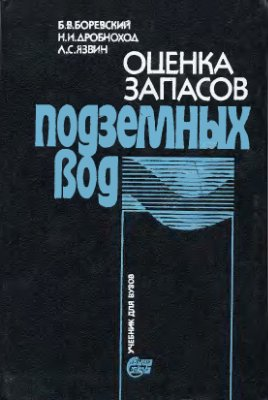 Б.В.БОРЕВСКИЙ
Н.И.ДРОБНОХОД
Л.С.ЯЗВИН
ОЦЕНКА
ЗАПАСОВ
ПОДЗЕМНЫХ
ВОД
УЧЕБНИК ДЛЯ ВУЗОВ